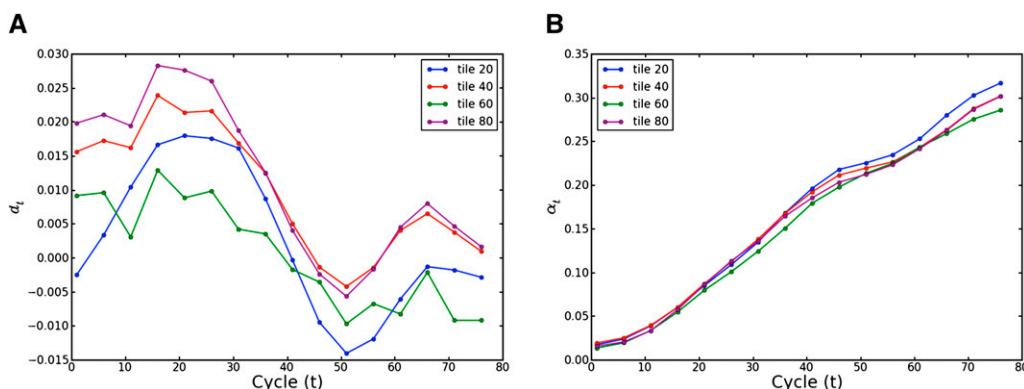 A
B
0.030
0.025
0.020
0.015
0.010
0.005
0.000
−0.005
−0.010
−0.015
d_t
0 10 20 30 40 50 60 70 80
Cycle (t)
tile 20
tile 40
tile 60
tile 80
0.35
0.30
0.25
0.20
0.15
0.10
0.05
0.00
α_t
0 10 20 30 40 50 60 70 80
Cycle (t)
tile 20
tile 40
tile 60
tile 80